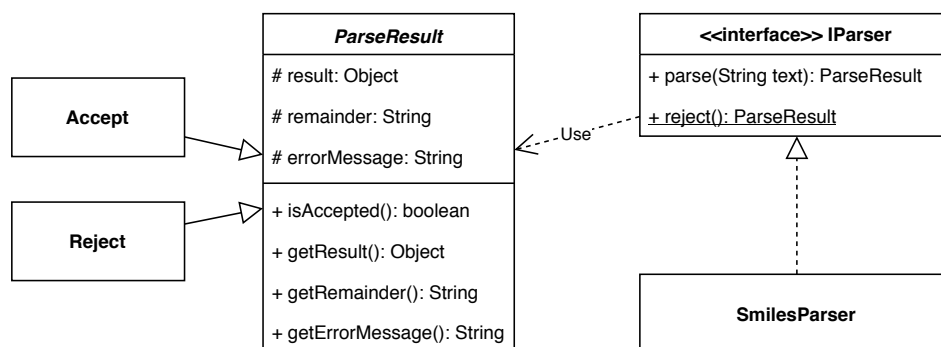 Accept
Reject
ParseResult
# result: Object
# remainder: String
# errorMessage: String
+ isAccepted(): boolean
+ getResult(): Object
+ getRemainder(): String
+ getErrorMessage(): String
Use
<<interface>> IParser
+ parse(String text): ParseResult
+ reject(): ParseResult
SmilesParser